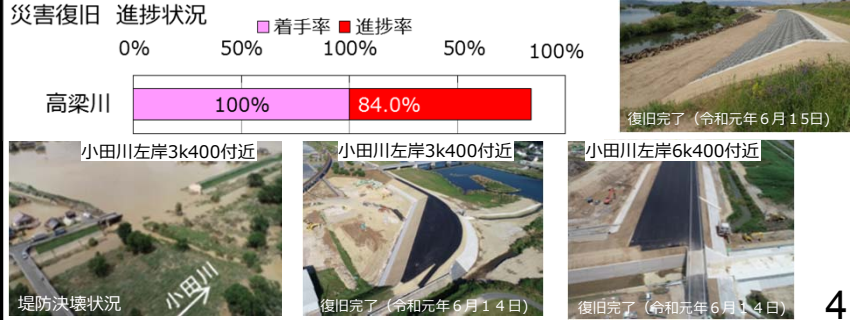 災害復旧 進捗状況
着手率 進捗率
0% 50% 100% 50% 100%
高梁川 100% 84.0%
復旧完了（令和元年６月１5日)
小田川左岸3k400付近
小田川左岸3k400付近
小田川左岸6k400付近
堤防決壊状況
小田川
復旧完了（令和元年６月１４日)
復旧完了（令和元年６月１４日)
4